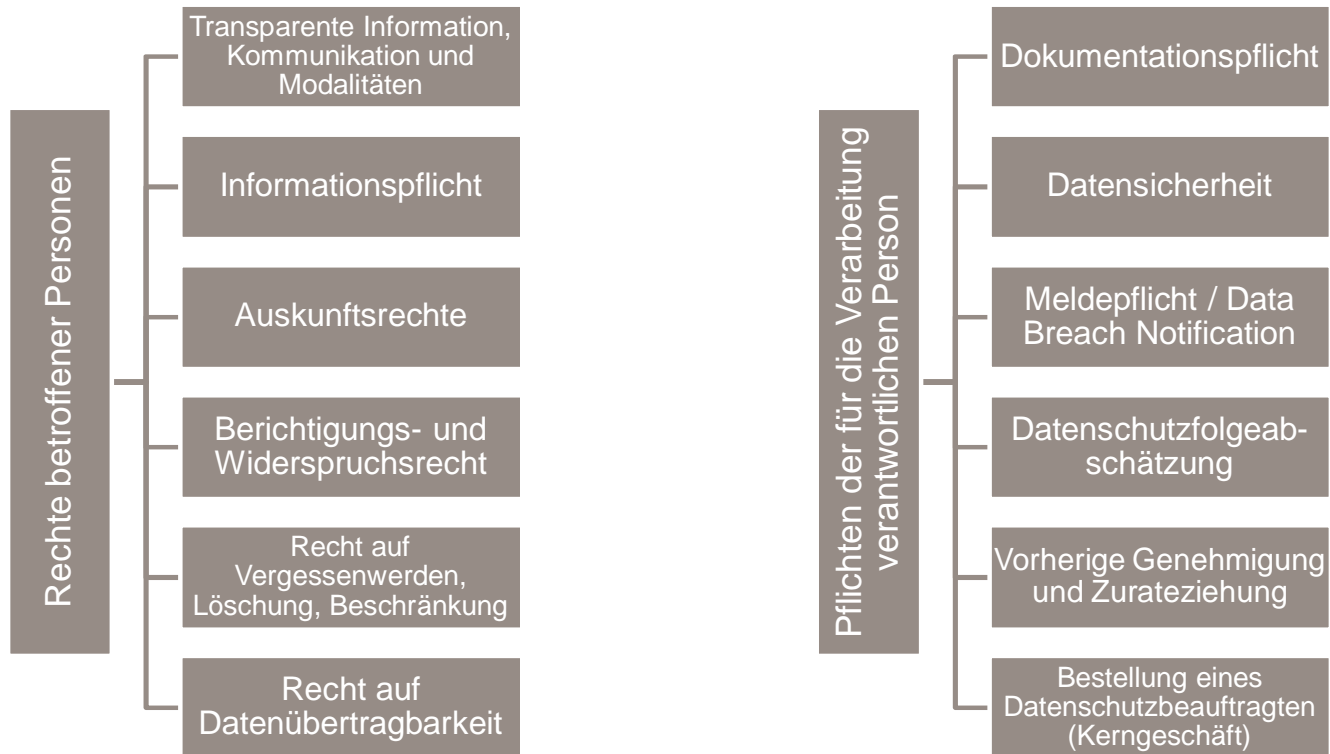 Rechte betroffener Personen
Transparente Information,
Kommunikation und
Modalitäten
Informationspflicht
Auskunftsrechte
Berichtigungs- und
Widerspruchsrecht
Recht auf
Vergessenwerden,
Löschung, Beschränkung
Recht auf
Datenübertragbarkeit
Pflichten der für die Verarbeitung
verantwortlichen Person
Dokumentationspflicht
Datensicherheit
Meldepflicht / Data
Breach Notification
Datenschutzfolgeab-
schätzung
Vorherige Genehmigung
und Zurateziehung
Bestellung eines
Datenschutzbeauftragten
(Kerngeschäft)